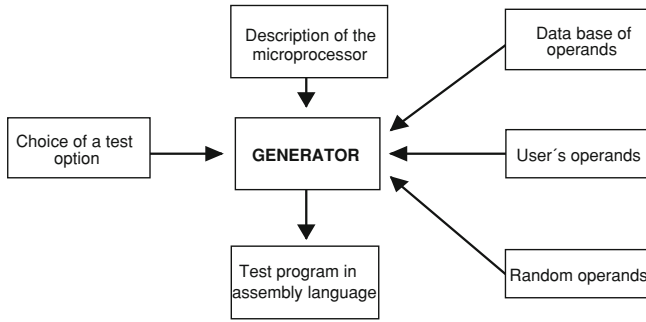 Description of the
microprocessor
Data base of
operands
Choice of a test
option
GENERATOR
User´s operands
Test program in
assembly language
Random operands